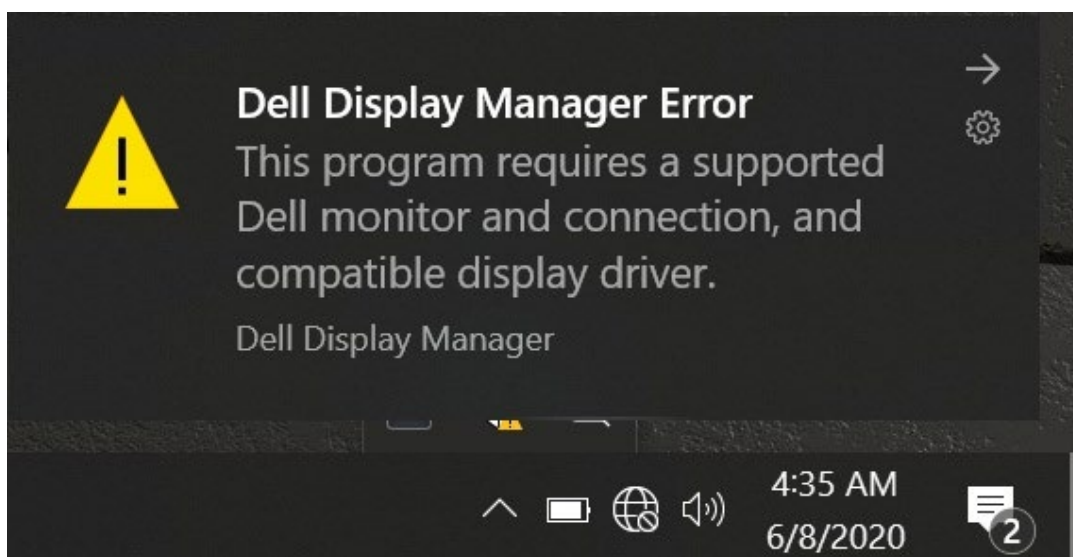 Dell Display Manager Error
This program requires a supported
Dell monitor and connection, and
compatible display driver.
Dell Display Manager
4:35 AM
6/8/2020
2